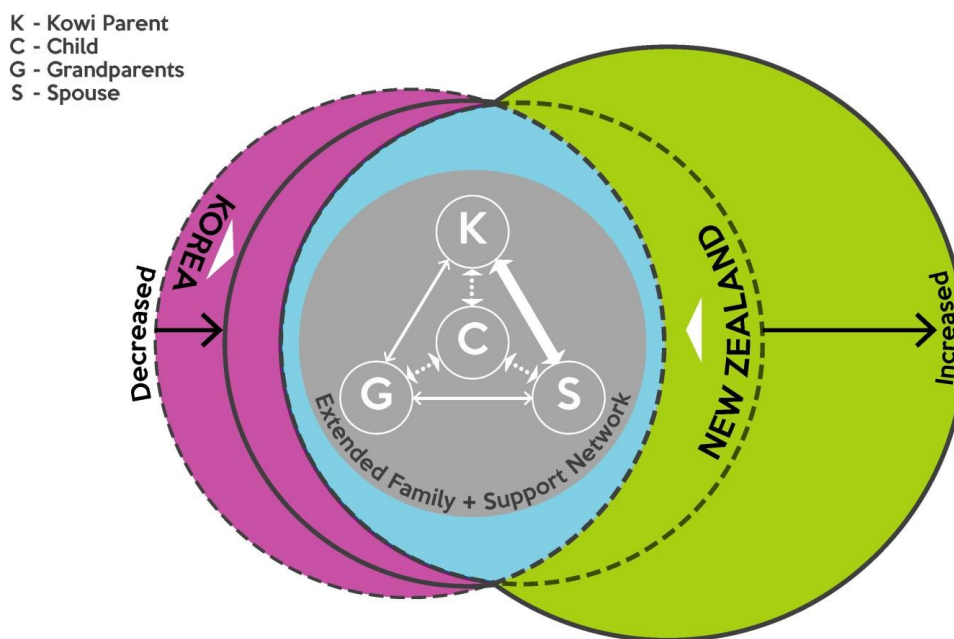 K - Kowi Parent
C - Child
G - Grandparents
S - Spouse
KOREA
Decreased
K
C
G
S
Extended Family + Support Network
NEW ZEALAND
Increased